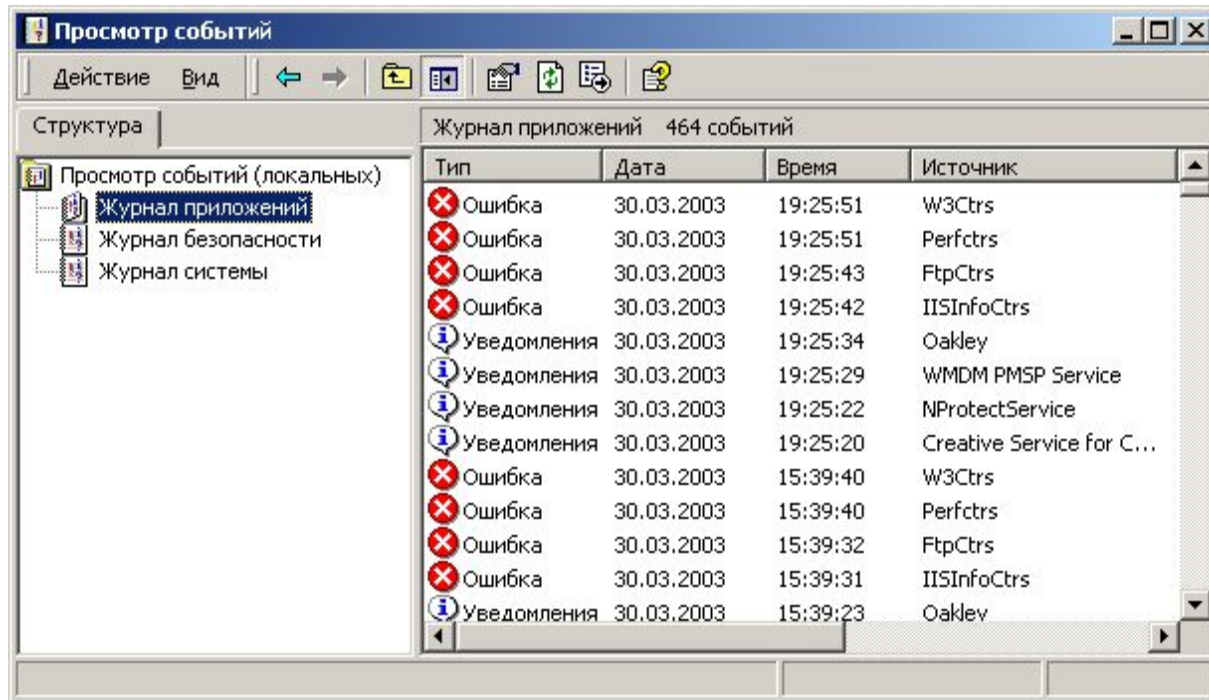 Просмотр событий
Действие Вид
Структура
Журнал приложений 464 событий
Просмотр событий (локальных)
Журнал приложений
Журнал безопасности
Журнал системы
Тип Дата Время Источник
Ошибка 30.03.2003 19:25:51 W3Ctrs
Ошибка 30.03.2003 19:25:51 Perfctrs
Ошибка 30.03.2003 19:25:43 FtpCtrs
Ошибка 30.03.2003 19:25:42 IISInfoCtrs
Уведомления 30.03.2003 19:25:34 Oakley
Уведомления 30.03.2003 19:25:29 WMDM PMSP Service
Уведомления 30.03.2003 19:25:22 NProtectService
Уведомления 30.03.2003 19:25:20 Creative Service for C...
Ошибка 30.03.2003 15:39:40 W3Ctrs
Ошибка 30.03.2003 15:39:40 Perfctrs
Ошибка 30.03.2003 15:39:32 FtpCtrs
Ошибка 30.03.2003 15:39:31 IISInfoCtrs
Уведомления 30.03.2003 15:39:23 Oakley